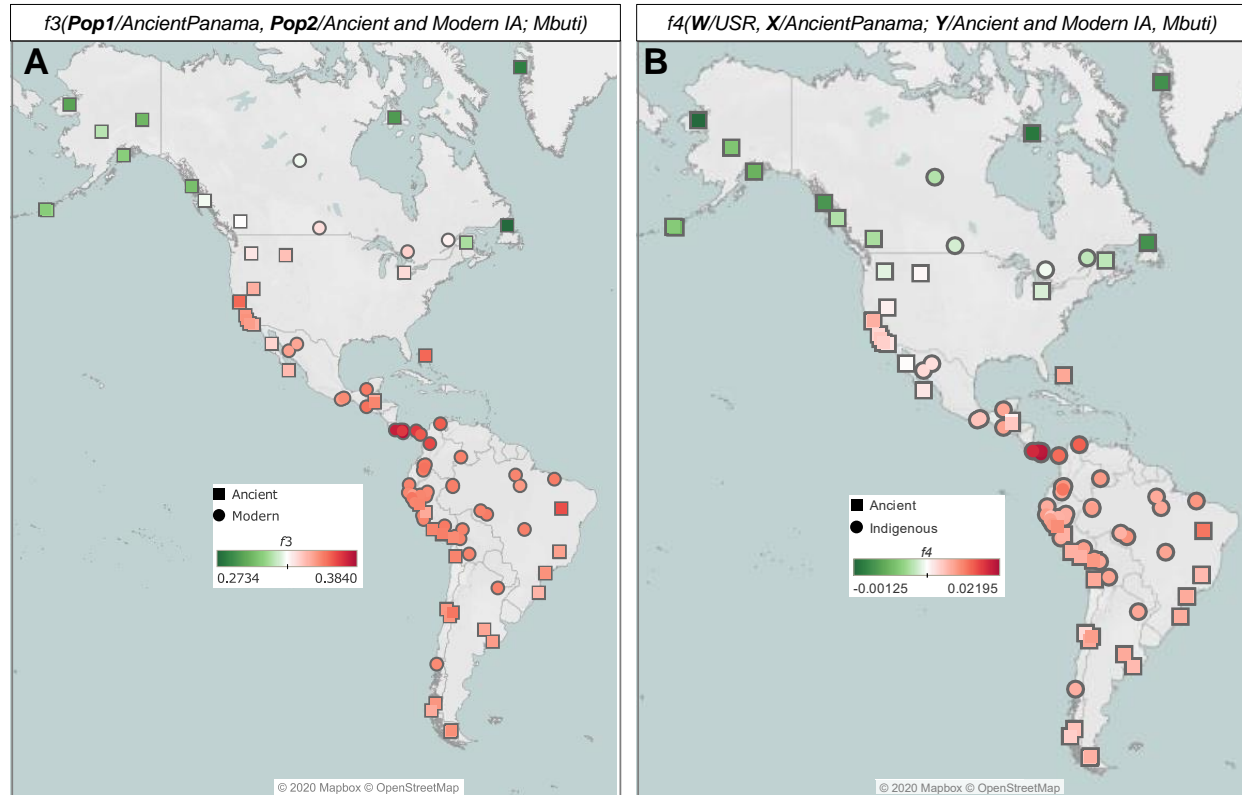 f3(Pop1/AncientPanama, Pop2/Ancient and Modern IA; Mbuti)
A
Ancient
Modern
f3
0.2734 0.3840
© 2020 Mapbox © OpenStreetMap
f4(W/USR, X/AncientPanama; Y/Ancient and Modern IA, Mbuti)
B
Ancient
Indigenous
f4
-0.00125 0.02195
© 2020 Mapbox © OpenStreetMap